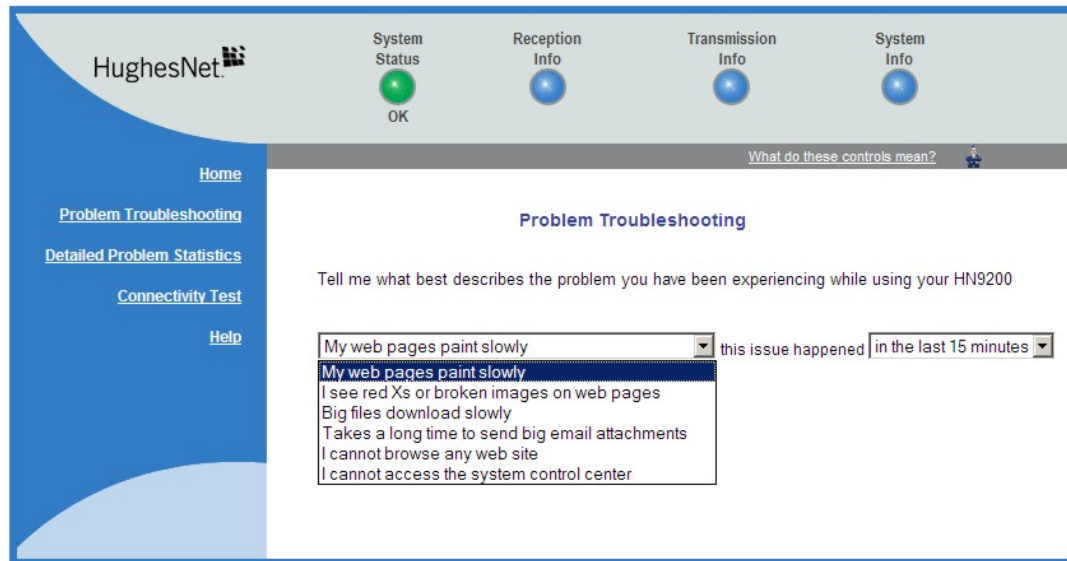 HughesNet.
System Status
OK
Reception Info
Transmission Info
System Info
What do these controls mean?
Home
Problem Troubleshooting
Detailed Problem Statistics
Connectivity Test
Help
Problem Troubleshooting
Tell me what best describes the problem you have been experiencing while using your HN9200
My web pages paint slowly this issue happened in the last 15 minutes
My web pages paint slowly
I see red Xs or broken images on web pages
Big files download slowly
Takes a long time to send big email attachments
I cannot browse any web site
I cannot access the system control center